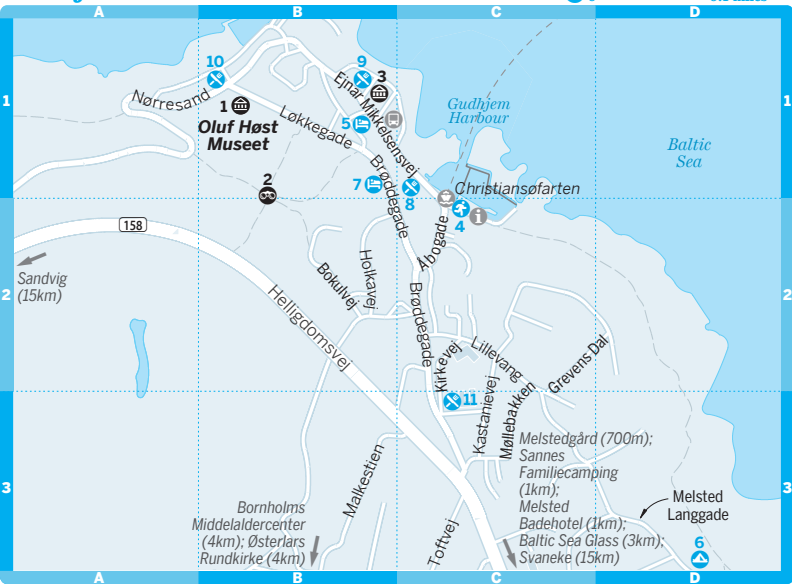 A
B
C
D
1
2
3
1
2
3
10
9
3
Nørresand
1
Oluf Høst
Museet
Løkkegade
Ejnar Mikkelsensvej
5
Gudhjem
Harbour
Baltic
Sea
2
7
Brøddegade
8
Christiansøfarten
4
158
Sandvig
(15km)
Åbogade
Holkavej
Bokulvej
Helligdomsvej
Brøddegade
Kirkevej
Lillevang
Grevens Dal
11
Kastanievej
Møllebakken
Melstedgård (700m);
Sannes
Familiecamping
(1km);
Melsted
Badehotel (1km);
Baltic Sea Glass (3km);
Svaneke (15km)
Malkestien
Bornholms
Middelaldercenter
(4km); Østerlars
Rundkirke (4km)
Toftvej
Melsted
Langgade
6
A
B
C
D